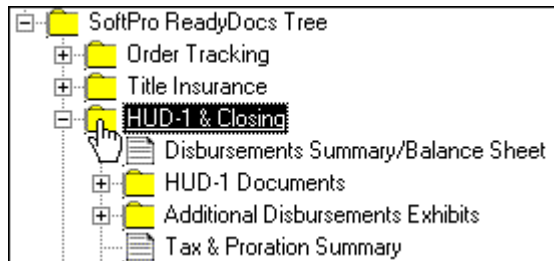 SoftPro ReadyDocs Tree
Order Tracking
Title Insurance
HUD-1 & Closing
Disbursements Summary/Balance Sheet
HUD-1 Documents
Additional Disbursements Exhibits
Tax & Proration Summary